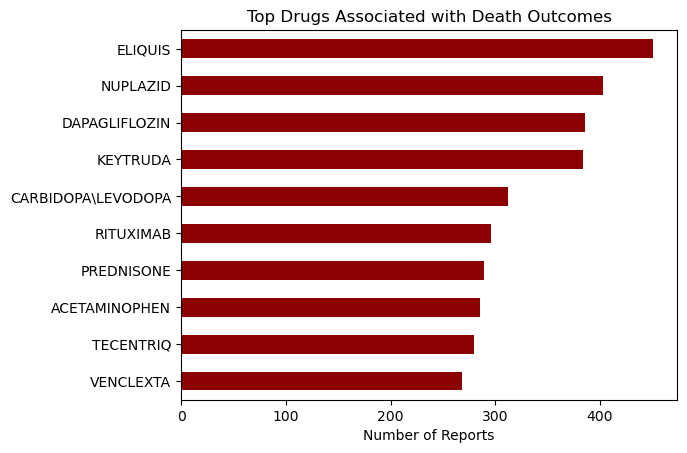 Top Drugs Associated with Death Outcomes
ELIQUIS
NUPLAZID
DAPAGLIFLOZIN
KEYTRUDA
CARBIDOPA\LEVODOPA
RITUXIMAB
PREDNISONE
ACETAMINOPHEN
TECENTRIQ
VENCLEXTA
0 100 200 300 400
Number of Reports